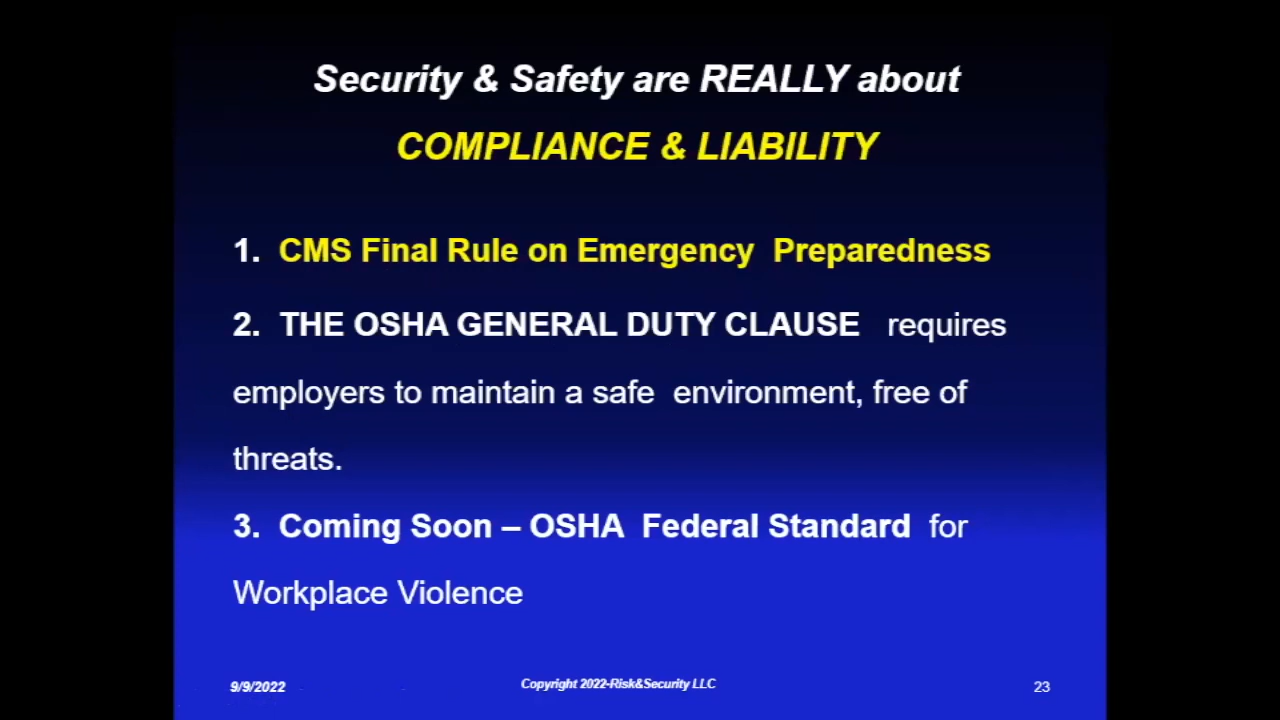 Security & Safety are REALLY about
COMPLIANCE & LIABILITY
1. CMS Final Rule on Emergency Preparedness
2. THE OSHA GENERAL DUTY CLAUSE requires
employers to maintain a safe environment, free of
threats.
3. Coming Soon – OSHA Federal Standard for
Workplace Violence
9/9/2022 Copyright 2022-Risk&Security LLC 23